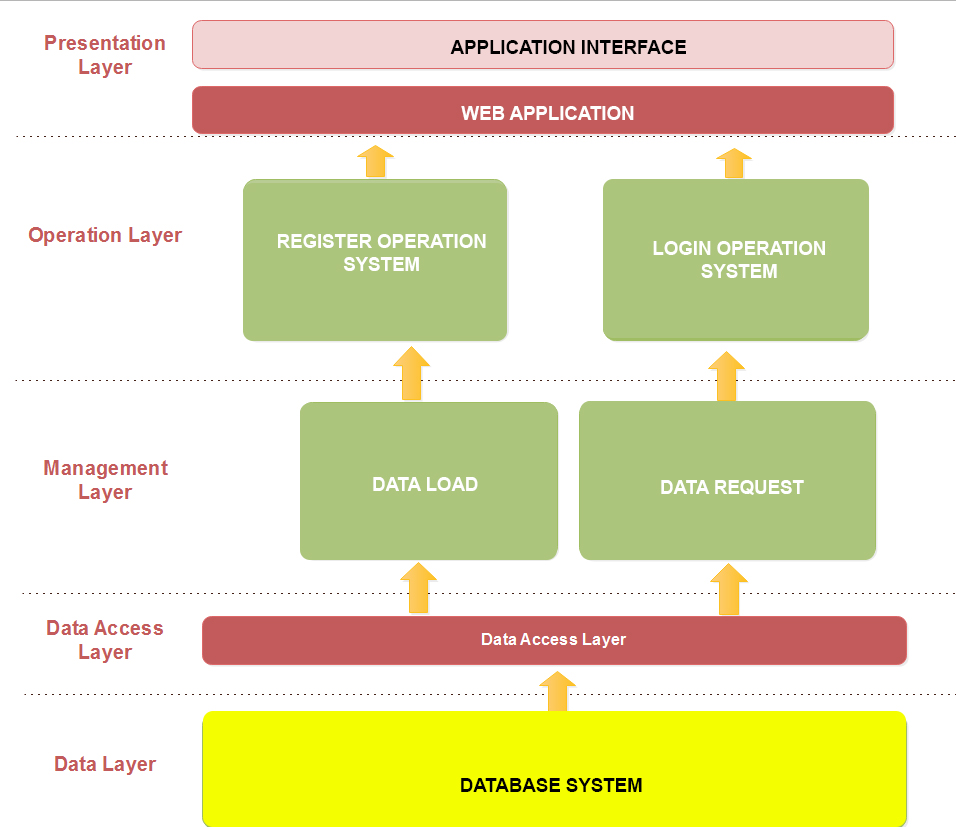 Presentation
Layer
APPLICATION INTERFACE
WEB APPLICATION
Operation Layer
REGISTER OPERATION
SYSTEM
LOGIN OPERATION
SYSTEM
Management
Layer
DATA LOAD
DATA REQUEST
Data Access
Layer
Data Access Layer
Data Layer
DATABASE SYSTEM